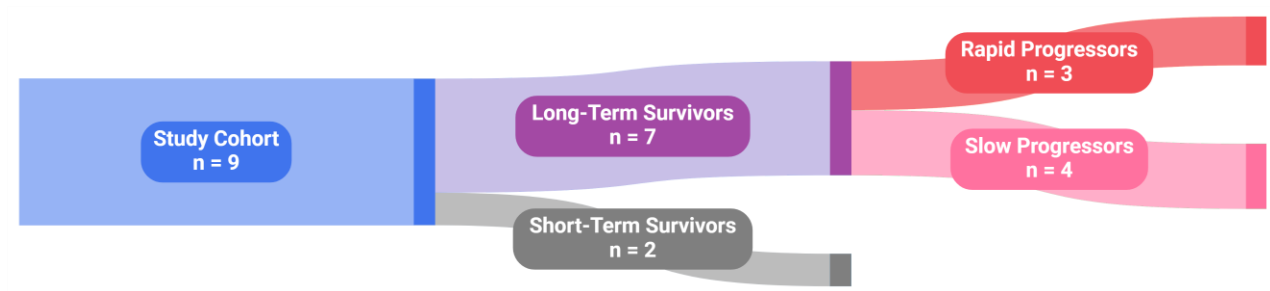 Study Cohort
n = 9
Long-Term Survivors
n = 7
Short-Term Survivors
n = 2
Rapid Progressors
n = 3
Slow Progressors
n = 4